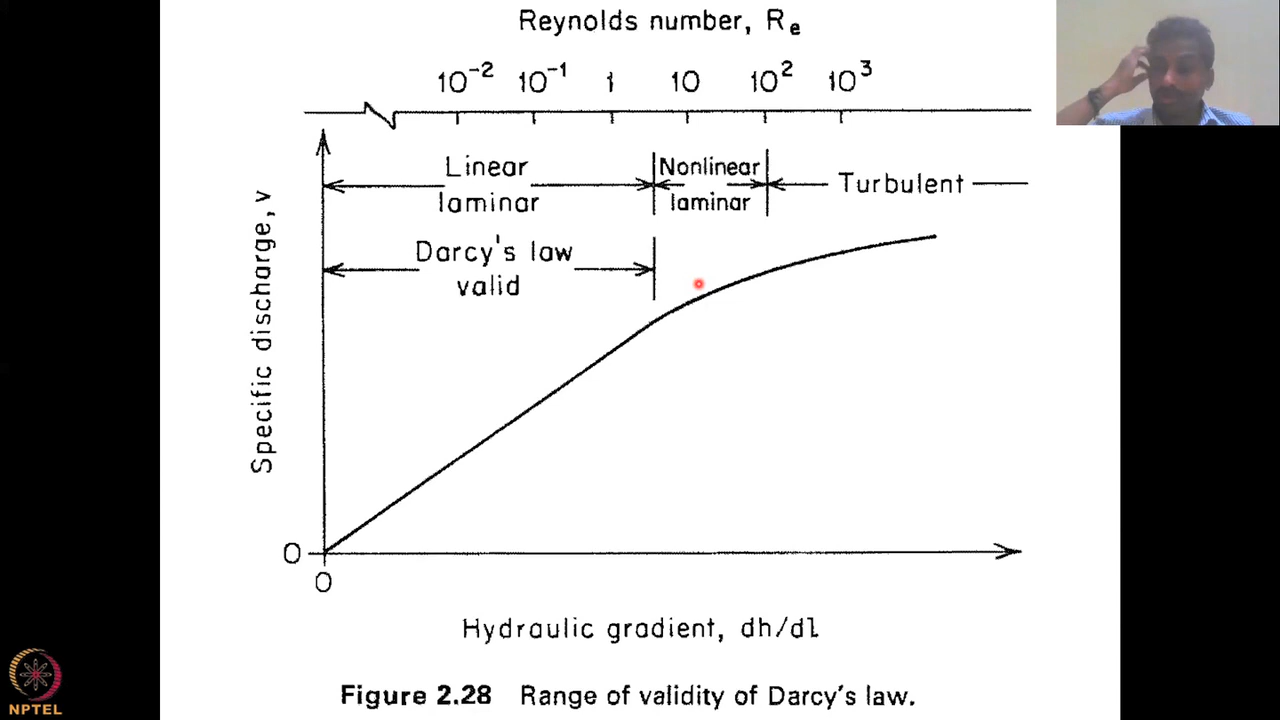 Reynolds number, Re
10-2 10-1 1 10 102 103
Linear
laminar
Nonlinear
laminar
Turbulent
Darcy's law
valid
Specific discharge, v
0
0
Hydraulic gradient, dh/dl
Figure 2.28 Range of validity of Darcy's law.
NPTEL